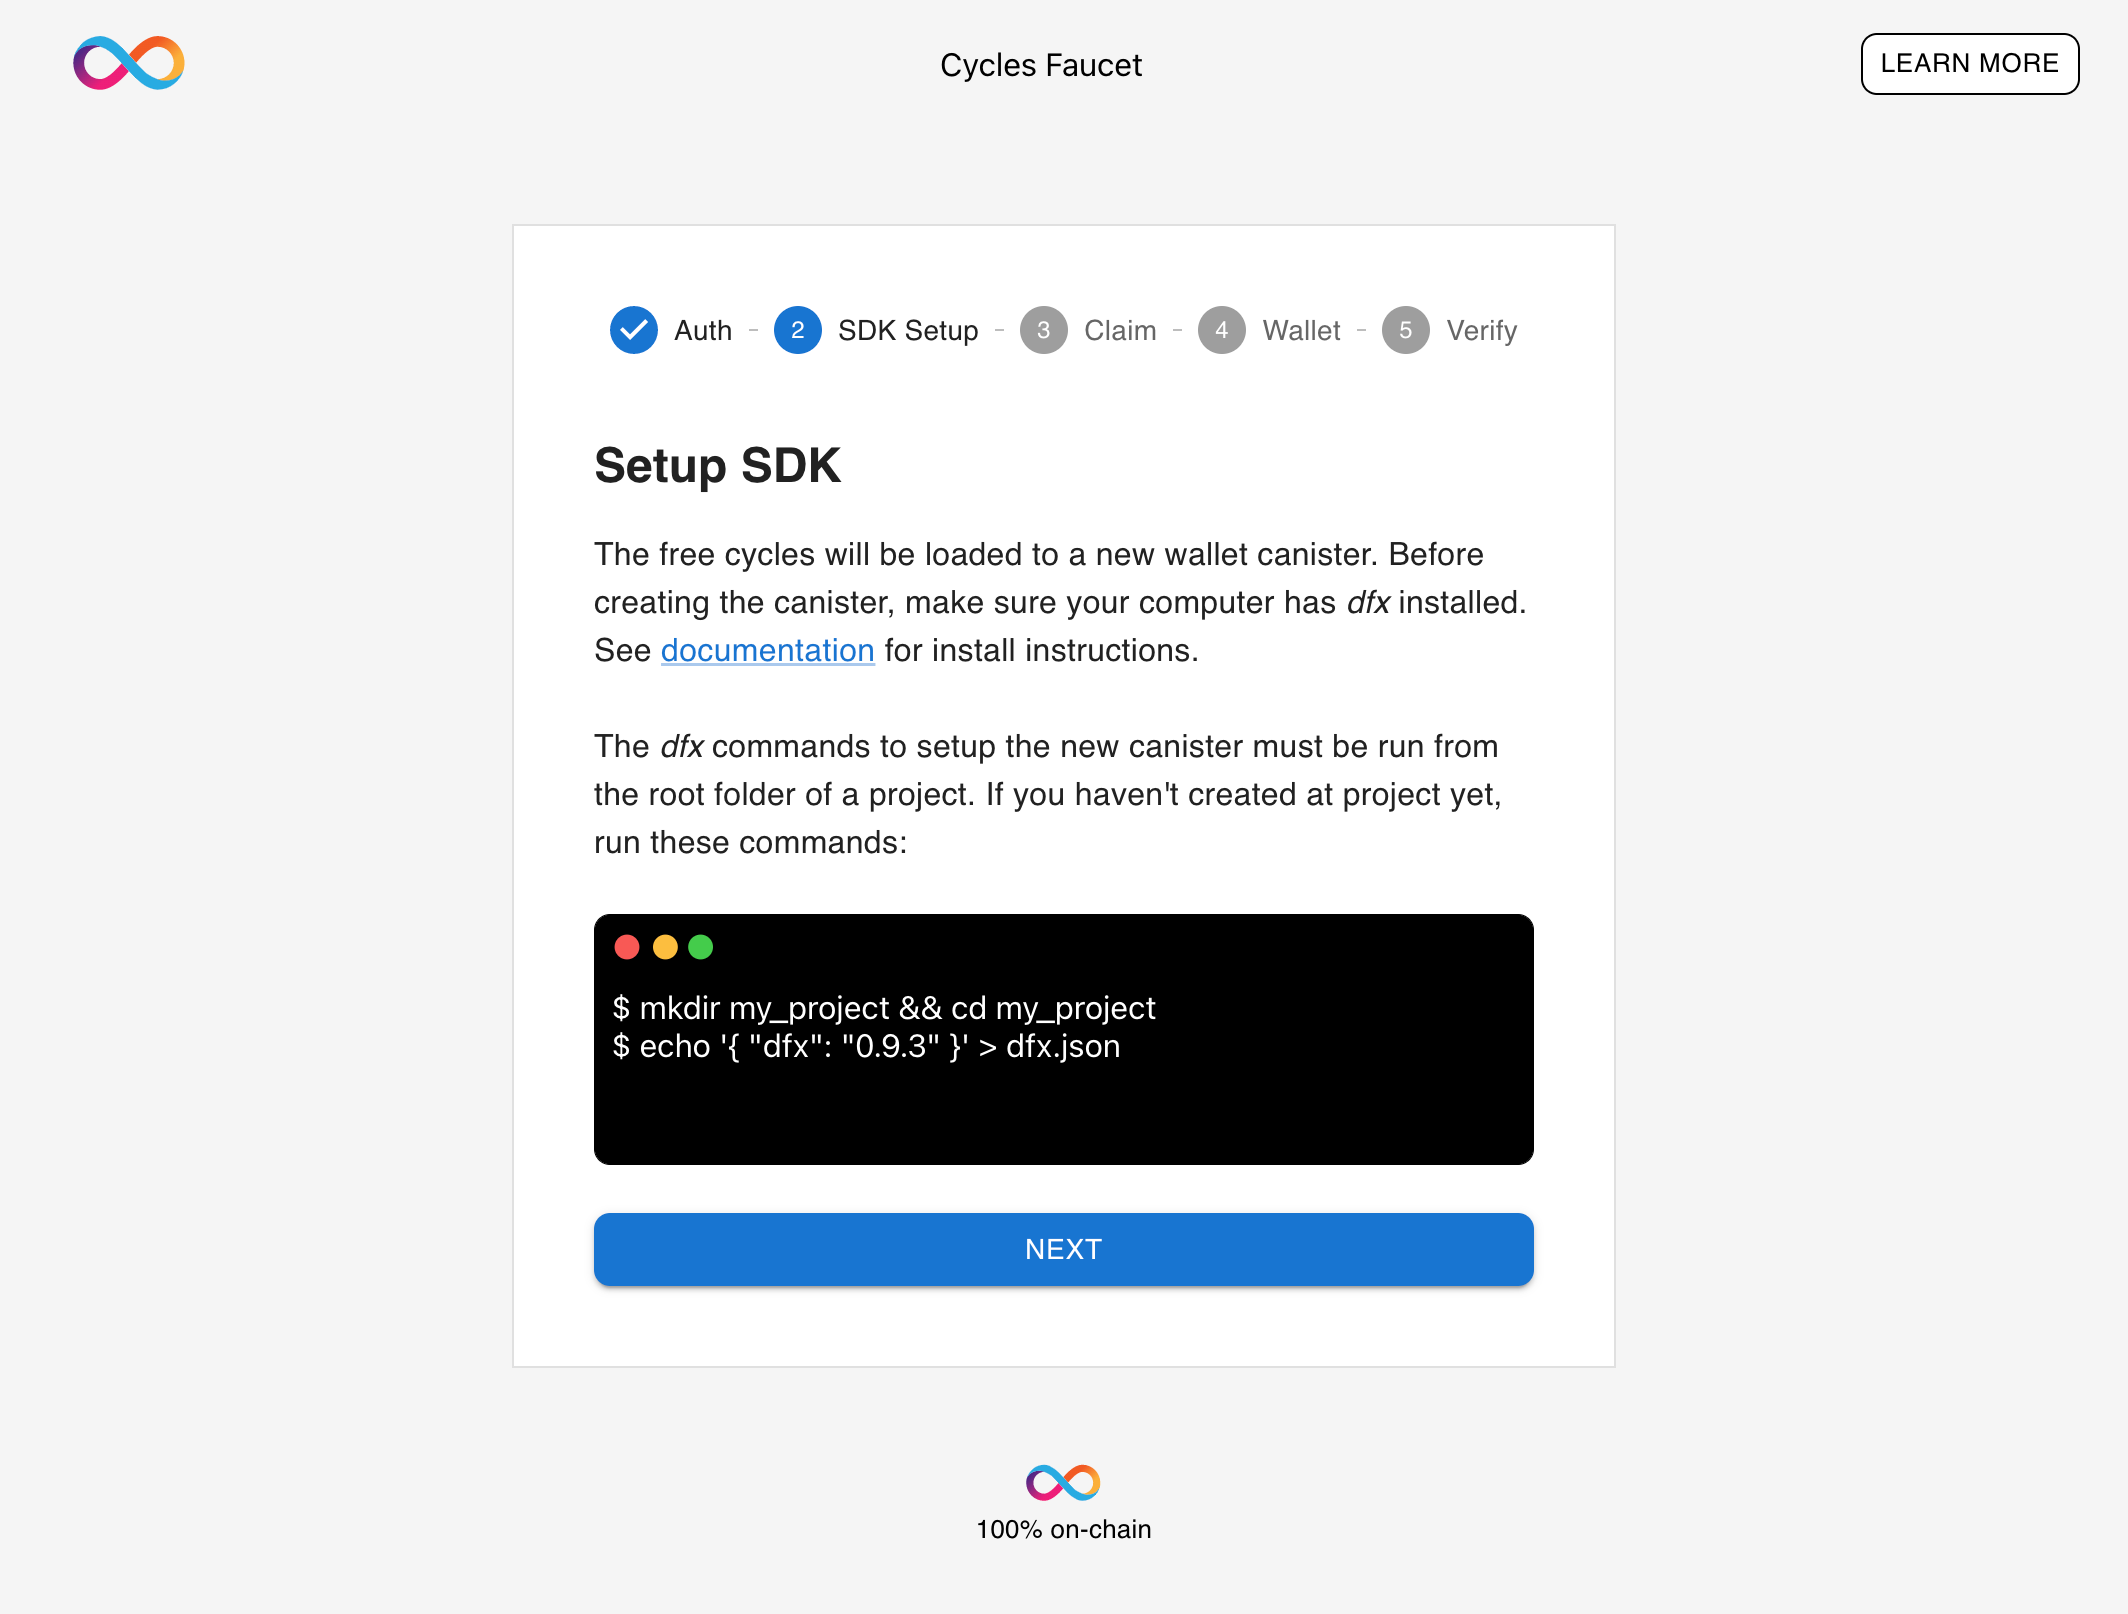 Cycles Faucet
LEARN MORE
Auth - 2 SDK Setup - 3 Claim - 4 Wallet - 5 Verify
Setup SDK
The free cycles will be loaded to a new wallet canister. Before
creating the canister, make sure your computer has dfx installed.
See documentation for install instructions.
The dfx commands to setup the new canister must be run from
the root folder of a project. If you haven't created at project yet,
run these commands:
$ mkdir my_project && cd my_project
$ echo '{ "dfx": "0.9.3" }' > dfx.json
NEXT
100% on-chain